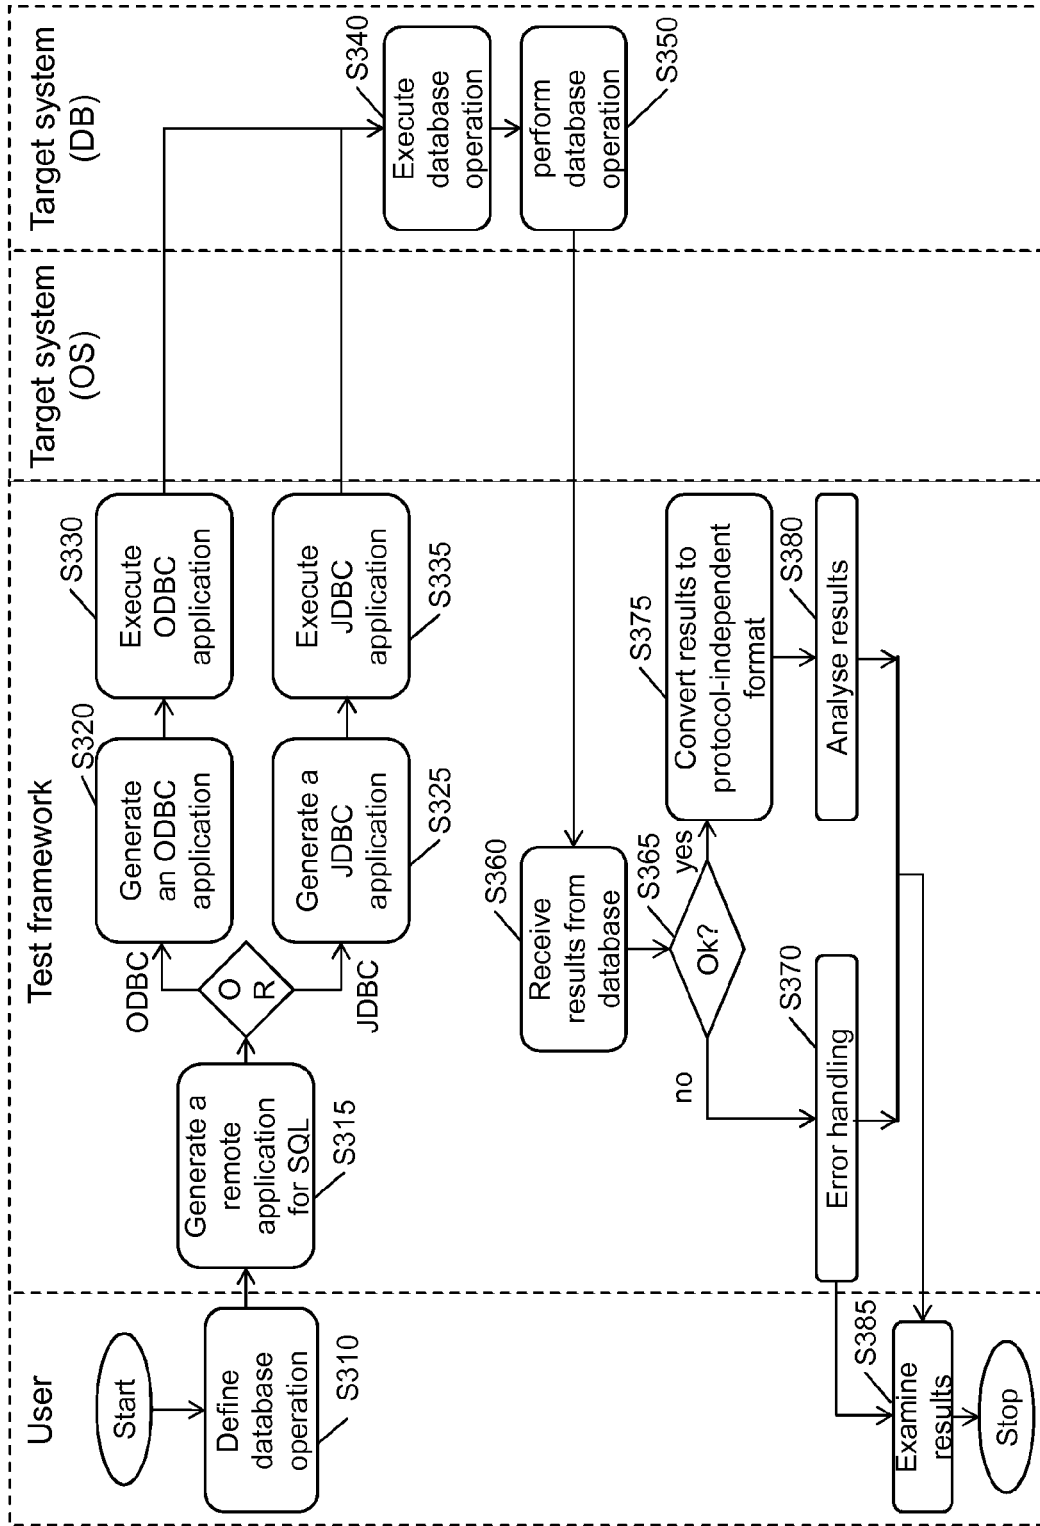 User
Test framework
Target system
(OS)
Target system
(DB)
Start
Define
database
operation
S310
Generate a
remote
application
for SQL
S315
O
R
ODBC
JDBC
Generate
an ODBC
application
S320
Generate a
JDBC
application
S325
Execute
ODBC
application
S330
Execute
JDBC
application
S335
Execute
database
operation
S340
perform
database
operation
S350
Receive
results from
database
S360
Ok?
S365
no
yes
Error handling
S370
Convert results to
protocol-independent
format
S375
Analyse results
S380
Examine
results
S385
Stop